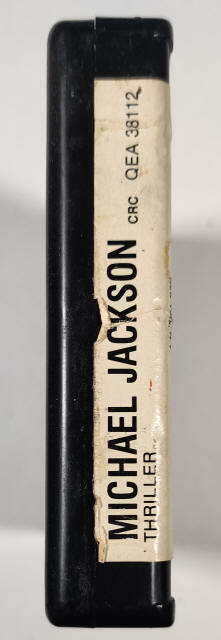 MICHAEL JACKSON CRC QEA 38112
THRILLER